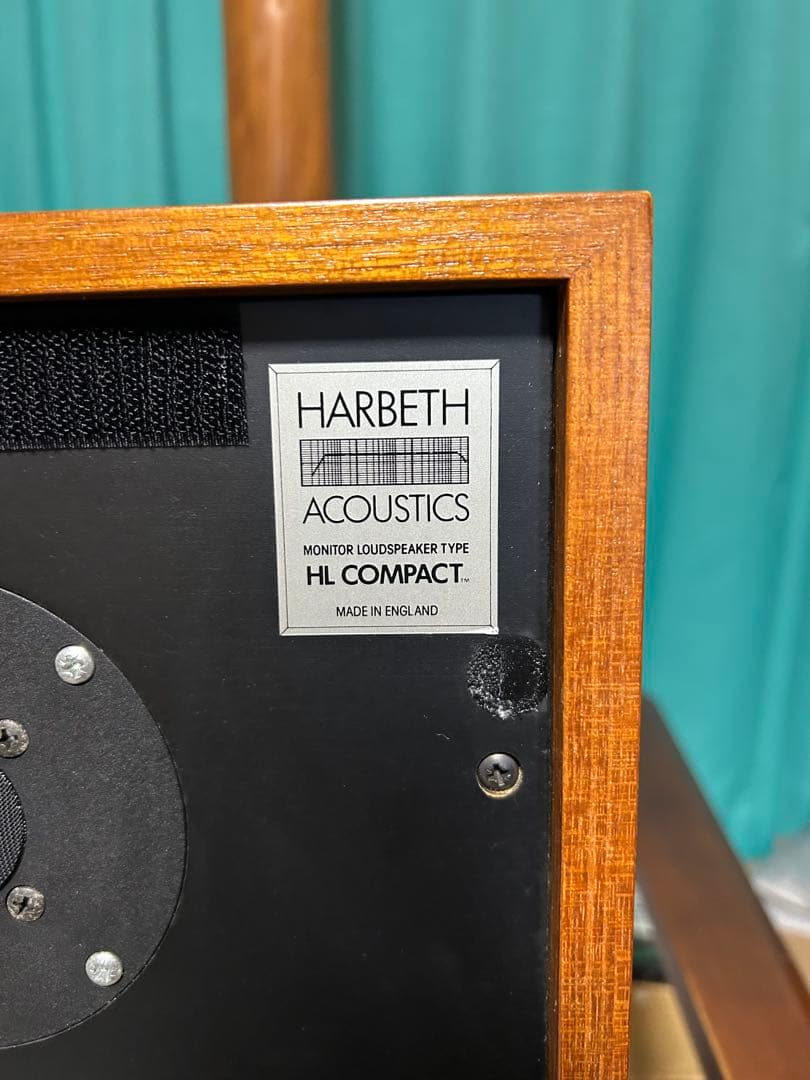 HARBETH
ACOUSTICS
MONITOR LOUDSPEAKER TYPE
HL COMPACT™
MADE IN ENGLAND